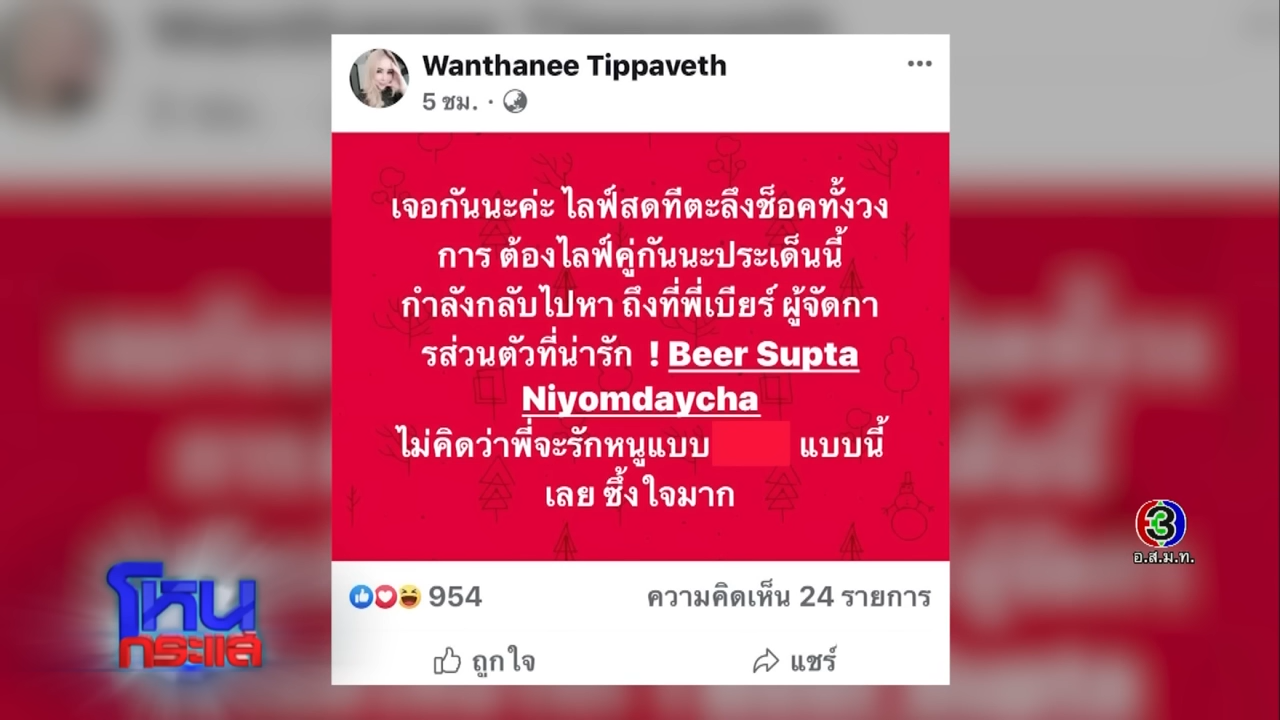 Wanthanee Tippaveth
5 ชม. ·
เจอกันนะค่ะ ไลฟ์สดทีตะลึงช็อคทั้งวง
การ ต้องไลฟ์คู่กันนะประเด็นนี้
กำลังกลับไปหา ถึงที่พี่เบียร์ ผู้จัดกา
รส่วนตัวที่น่ารัก ! Beer Supta
Niyomdaycha
ไม่คิดว่าพี่จะรักหนูแบบ แบบนี้
เลย ซึ้งใจมาก
954 ความคิดเห็น 24 รายการ
ถูกใจ แชร์
โหนกระแส
3
อ.ส.ม.ท.